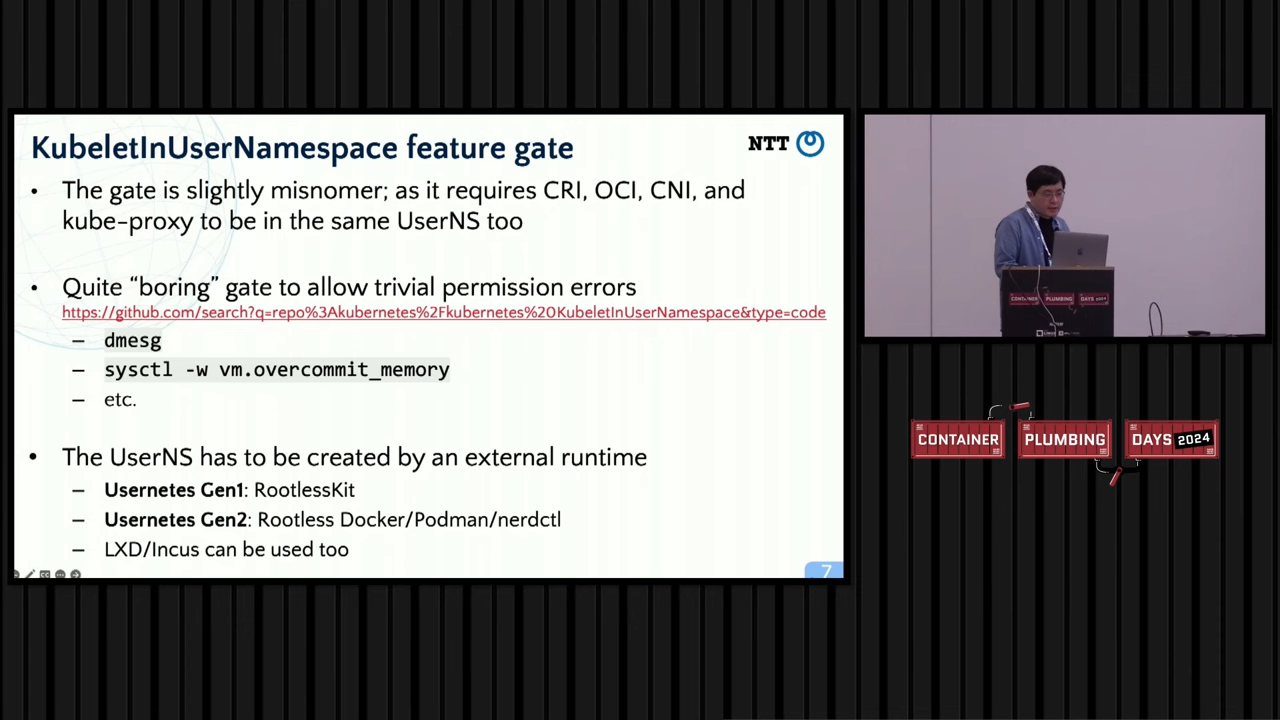 KubeletInUserNamespace feature gate
NTT
• The gate is slightly misnomer; as it requires CRI, OCI, CNI, and
kube-proxy to be in the same UserNS too
• Quite “boring” gate to allow trivial permission errors
https://github.com/search?q=repo%3Akubernetes%2Fkubernetes%20KubeletInUserNamespace&type=code
– dmesg
– sysctl -w vm.overcommit_memory
– etc.
• The UserNS has to be created by an external runtime
– Usernetes Gen1: RootlessKit
– Usernetes Gen2: Rootless Docker/Podman/nerdctl
– LXD/Incus can be used too
7
CONTAINER PLUMBING DAYS 2024
CONTAINER PLUMBING DAYS 2024